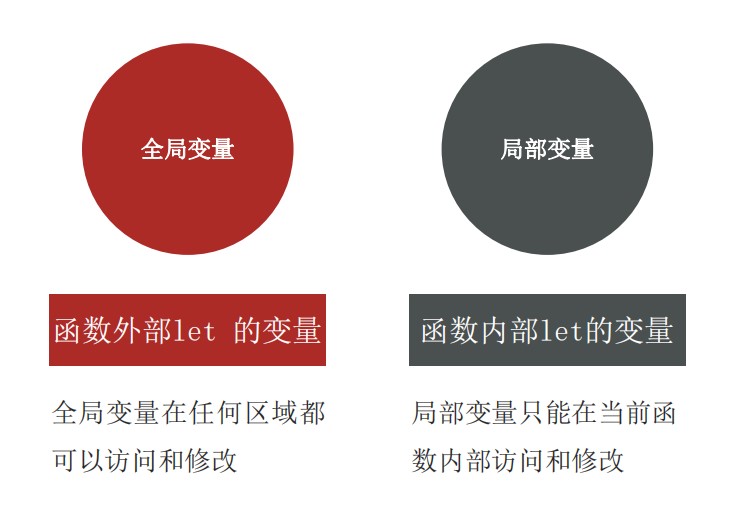 全局变量
局部变量
函数外部let 的变量
函数内部let的变量
全局变量在任何区域都
可以访问和修改
局部变量只能在当前函
数内部访问和修改